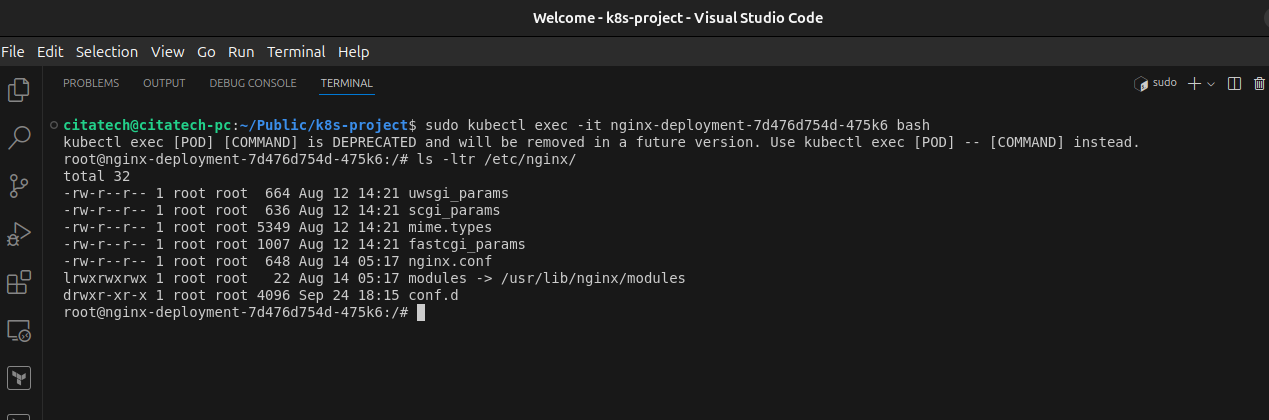 Welcome - k8s-project - Visual Studio Code
File Edit Selection View Go Run Terminal Help
PROBLEMS OUTPUT DEBUG CONSOLE TERMINAL sudo
citatech@citatech-pc:~/Public/k8s-project$ sudo kubectl exec -it nginx-deployment-7d476d754d-475k6 bash
kubectl exec [POD] [COMMAND] is DEPRECATED and will be removed in a future version. Use kubectl exec [POD] -- [COMMAND] instead.
root@nginx-deployment-7d476d754d-475k6:/# ls -ltr /etc/nginx/
total 32
-rw-r--r-- 1 root root  664 Aug 12 14:21 uwsgi_params
-rw-r--r-- 1 root root  636 Aug 12 14:21 scgi_params
-rw-r--r-- 1 root root 5349 Aug 12 14:21 mime.types
-rw-r--r-- 1 root root 1007 Aug 12 14:21 fastcgi_params
-rw-r--r-- 1 root root  648 Aug 14 05:17 nginx.conf
lrwxrwxrwx 1 root root   22 Aug 14 05:17 modules -> /usr/lib/nginx/modules
drwxr-xr-x 1 root root 4096 Sep 24 18:15 conf.d
root@nginx-deployment-7d476d754d-475k6:/#